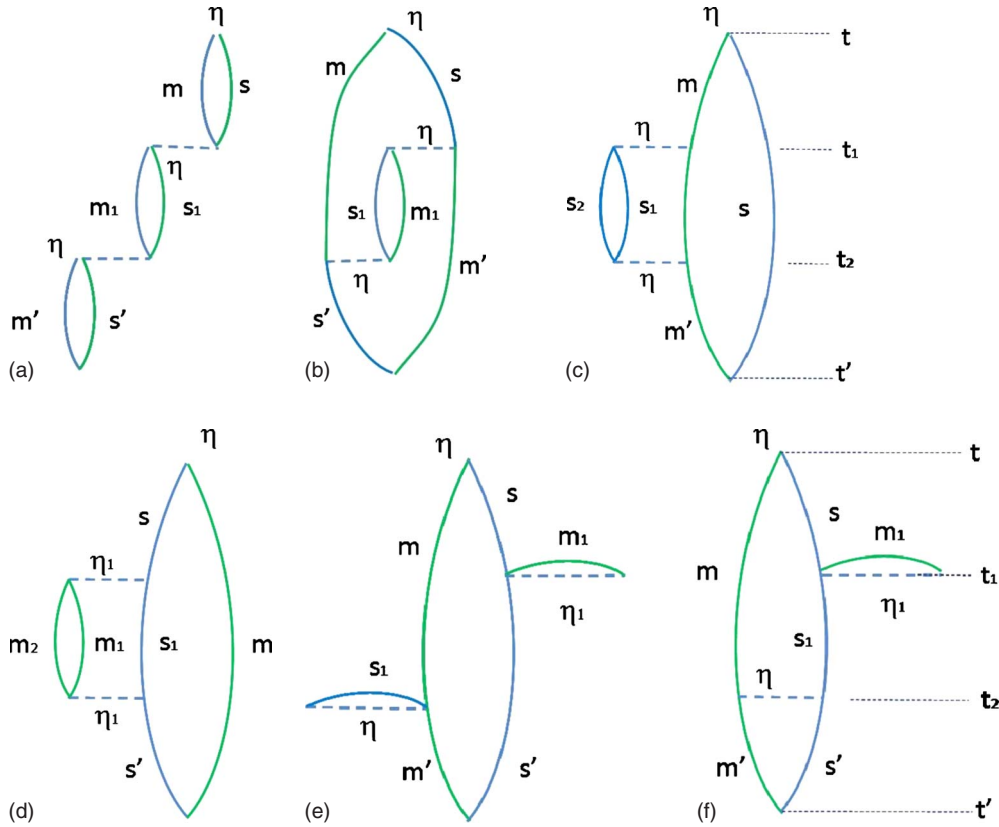 η
m s
η
m₁ s₁
η
m' s'
(a)
η
m s
η
s₁ m₁
η
s' m'
(b)
η t
m
η t₁
s₂ s₁ s
η t₂
m'
t'
(c)
η
s
η₁
m₂ m₁ s₁ m
η₁
s'
(d)
η
s
m m₁
η₁
s₁
η
m' s'
(e)
η t
s
m m₁
t₁
η₁
s₁
η t₂
m' s'
t'
(f)